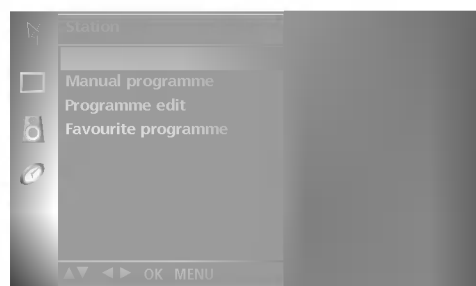 Station
Manual programme
Programme edit
Favourite programme
▲▼ ◄► OK MENU